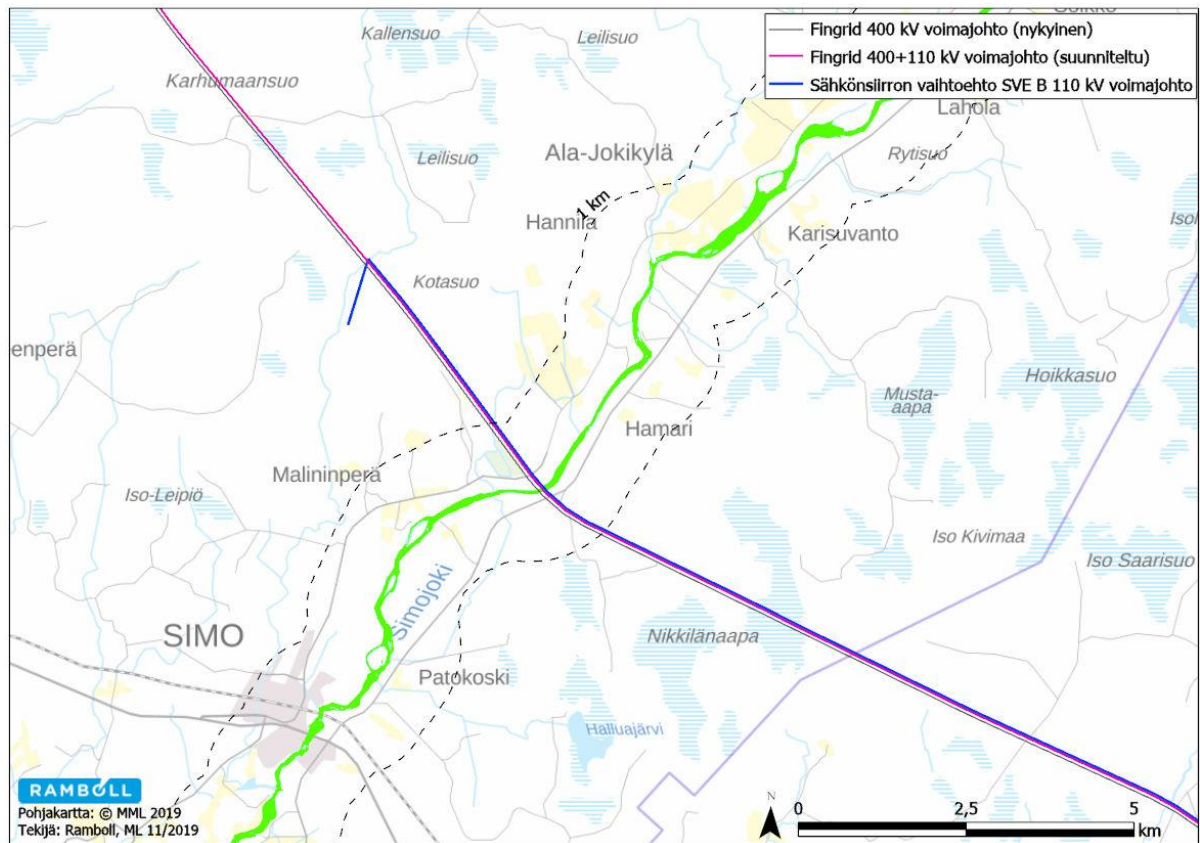 Soikko
Kallensuo
Leilisuo
Fingrid 400 kV voimajohto (nykyinen)
Fingrid 400+110 kV voimajohto (suunniteltu)
Sähkönsiirron vaihtoehto SVE B 110 kV voimajohto
Karhumaansuo
Lahola
Leilisuo
Ala-Jokikylä
Rytisuo
1 km
Hannila
Karisuvanto
Kotasuo
enperä
Hoikkasuo
Musta-
aapa
Hamari
Malininperä
Iso-Leipiö
Iso Kivimaa
Iso Saarisuo
Simojoki
SIMO
Nikkilänaapa
Patokoski
Halluajärvi
RAMBOLL
Pohjakartta: © MML 2019
Tekijä: Ramboll, ML 11/2019
N
0 2,5 5
km